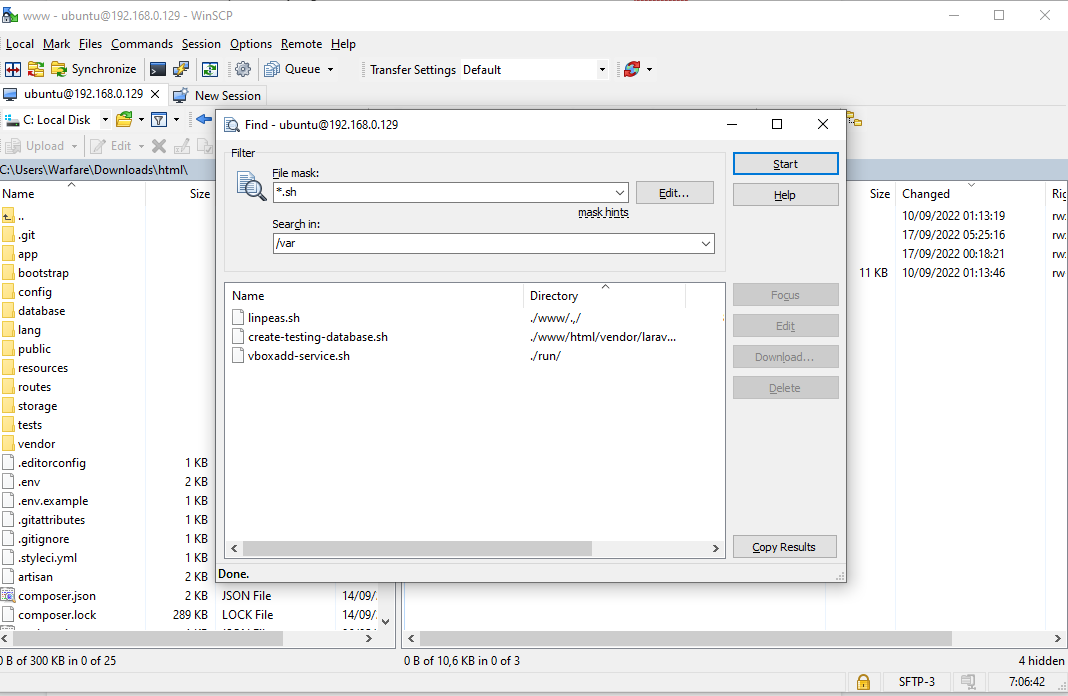 www - ubuntu@192.168.0.129 - WinSCP
Local Mark Files Commands Session Options Remote Help
Synchronize Queue Transfer Settings Default
ubuntu@192.168.0.129 New Session
C: Local Disk
Upload Edit
C:\Users\Warfare\Downloads\html\
Name Size
..
.git
app
bootstrap
config
database
lang
public
resources
routes
storage
tests
vendor
.editorconfig 1 KB
.env 2 KB
.env.example 1 KB
.gitattributes 1 KB
.gitignore 1 KB
.styleci.yml 1 KB
artisan 2 KB
composer.json 2 KB JSON File 14/09/
composer.lock 289 KB LOCK File 14/09/
Find - ubuntu@192.168.0.129
Filter
File mask:
*.sh
Edit...
mask hints
Search in:
/var
Start
Help
Name Directory
linpeas.sh ./www/.,/
create-testing-database.sh ./www/html/vendor/larav...
vboxadd-service.sh ./run/
Focus
Edit
Download...
Delete
Copy Results
Done.
Size Changed Rig
10/09/2022 01:13:19 rw
17/09/2022 05:25:16 rw
17/09/2022 00:18:21 rw
11 KB 10/09/2022 01:13:46 rw
0 B of 300 KB in 0 of 25
0 B of 10,6 KB in 0 of 3
4 hidden
SFTP-3 7:06:42